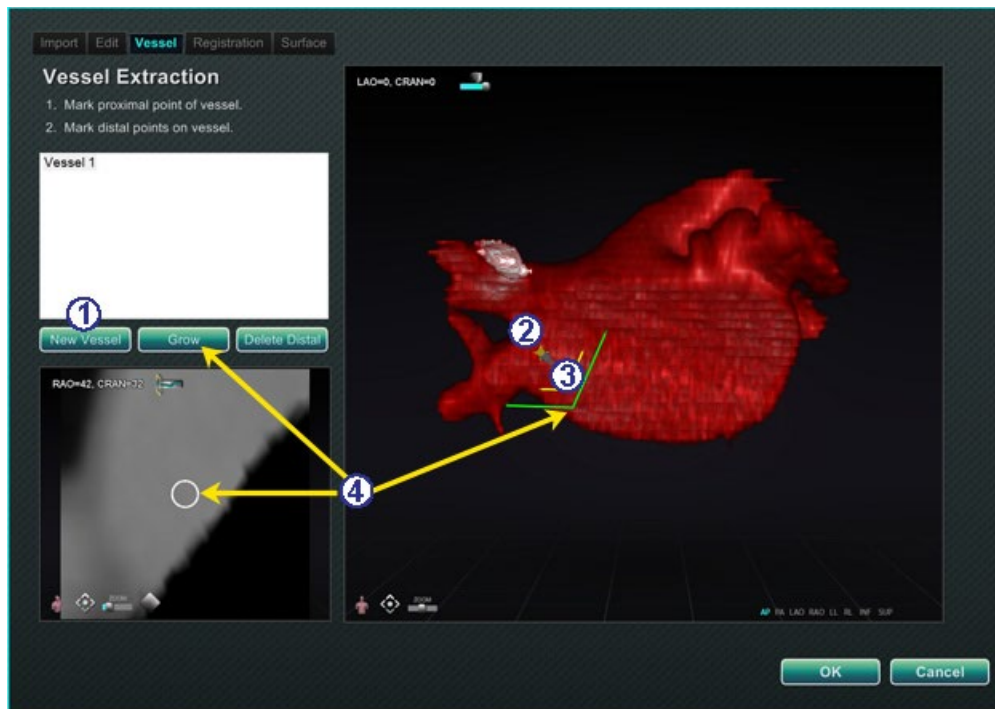 Import Edit Vessel Registration Surface
Vessel Extraction
1. Mark proximal point of vessel.
2. Mark distal points on vessel.
Vessel 1
1
New Vessel Grow Delete Distal
RAO=42, CRAN=32
ZOOM
LAO=0, CRAN=0
2
3
4
ZOOM
AP PA LAO RAO LL RL INF SUP
OK Cancel